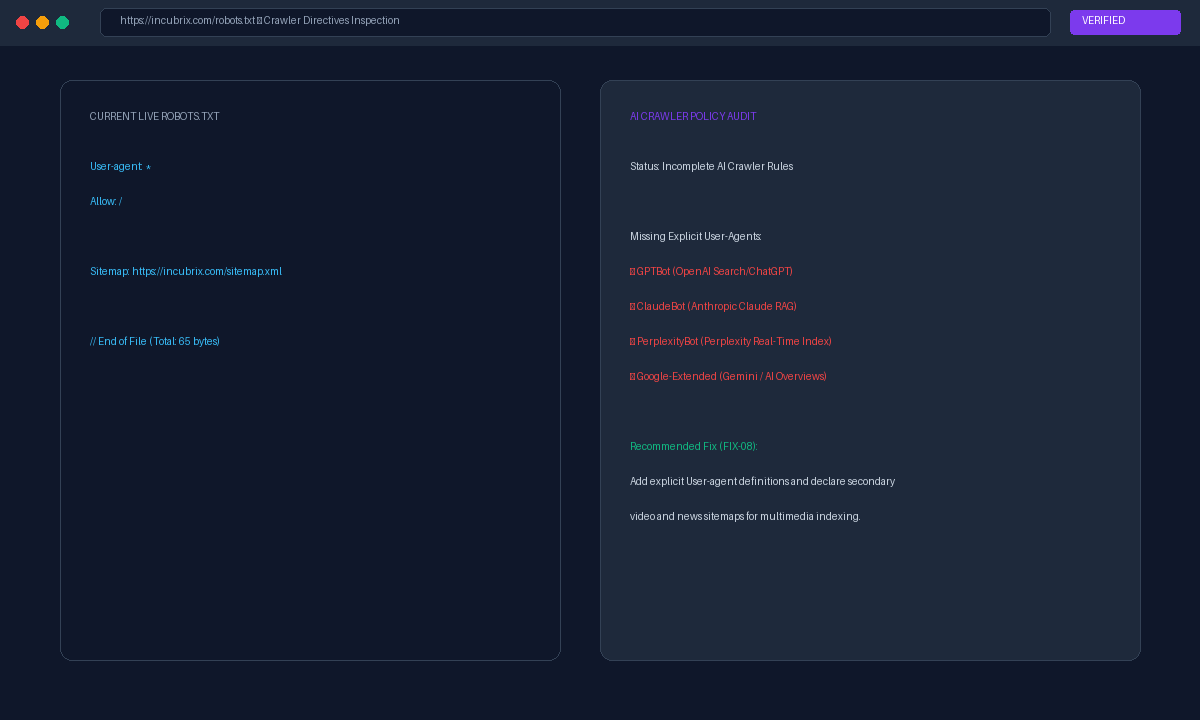 https://incubrix.com/robots.txt▯Crawler Directives Inspection
VERIFIED
CURRENT LIVE ROBOTS.TXT
User-agent: *
Allow: /
Sitemap: https://incubrix.com/sitemap.xml
// End of File (Total: 65 bytes)
AI CRAWLER POLICY AUDIT
Status: Incomplete AI Crawler Rules
Missing Explicit User-Agents:
▯GPTBot (OpenAI Search/ChatGPT)
▯ClaudeBot (Anthropic Claude RAG)
▯PerplexityBot (Perplexity Real-Time Index)
▯Google-Extended (Gemini / AI Overviews)
Recommended Fix (FIX-08):
Add explicit User-agent definitions and declare secondary
video and news sitemaps for multimedia indexing.